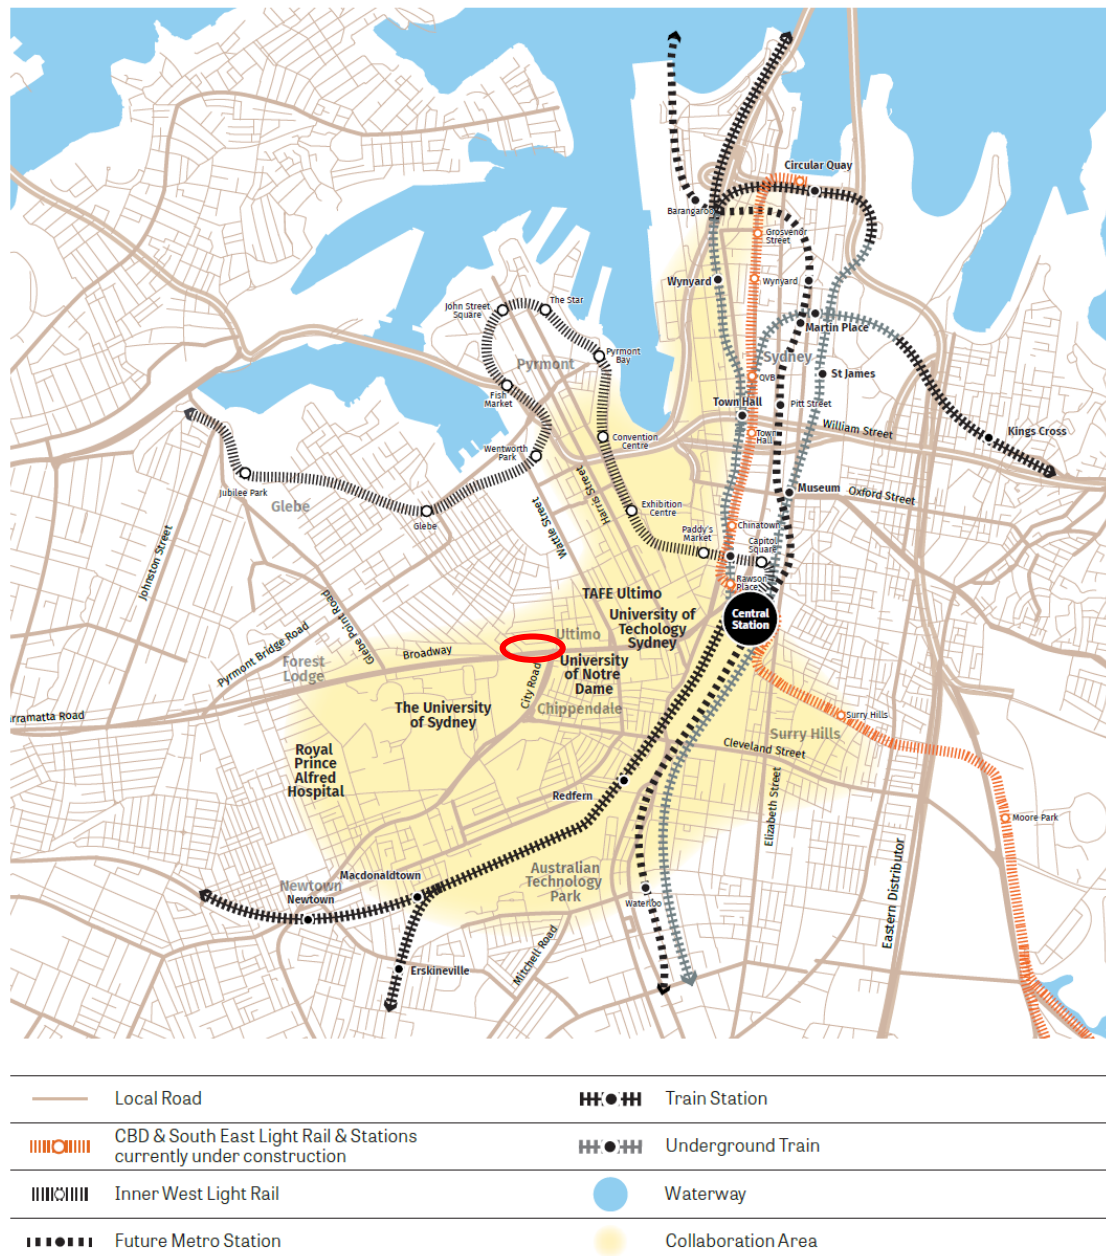 Circular Quay
Barangaroo
Grosvenor
Street
Wynyard
Wynyard
John Street
Square
The Star
Martin Place
Pyrmont
Bay
Pyrmont
Sydney
St James
QVB
Fish
Market
Pitt Street
Town Hall
William Street
Town
Hall
Kings Cross
Convention
Centre
Wentworth
Park
Museum
Oxford Street
Jubilee Park
Glebe
Glebe
Harris Street
Exhibition
Centre
Wattle Street
Chinatown
Paddy's
Market
Capitol
Square
Johnston Street
Rawson
Place
TAFE Ultimo
University of
Techology
Sydney
Central
Station
Glebe Point Road
Pyrmont Bridge Road
Ultimo
Broadway
Forest
Lodge
University
of Notre
Dame
City Road
The University
of Sydney
Chippendale
arramatta Road
Surry Hills
Surry Hills
Cleveland Street
Royal
Prince
Alfred
Hospital
Redfern
Elizabeth Street
Moore Park
Eastern Distributor
Macdonaldtown
Australian
Technology
Park
Newtown
Newtown
Waterloo
Mitchell Road
Erskineville
Local Road
Train Station
CBD & South East Light Rail & Stations
currently under construction
Underground Train
Inner West Light Rail
Waterway
Future Metro Station
Collaboration Area